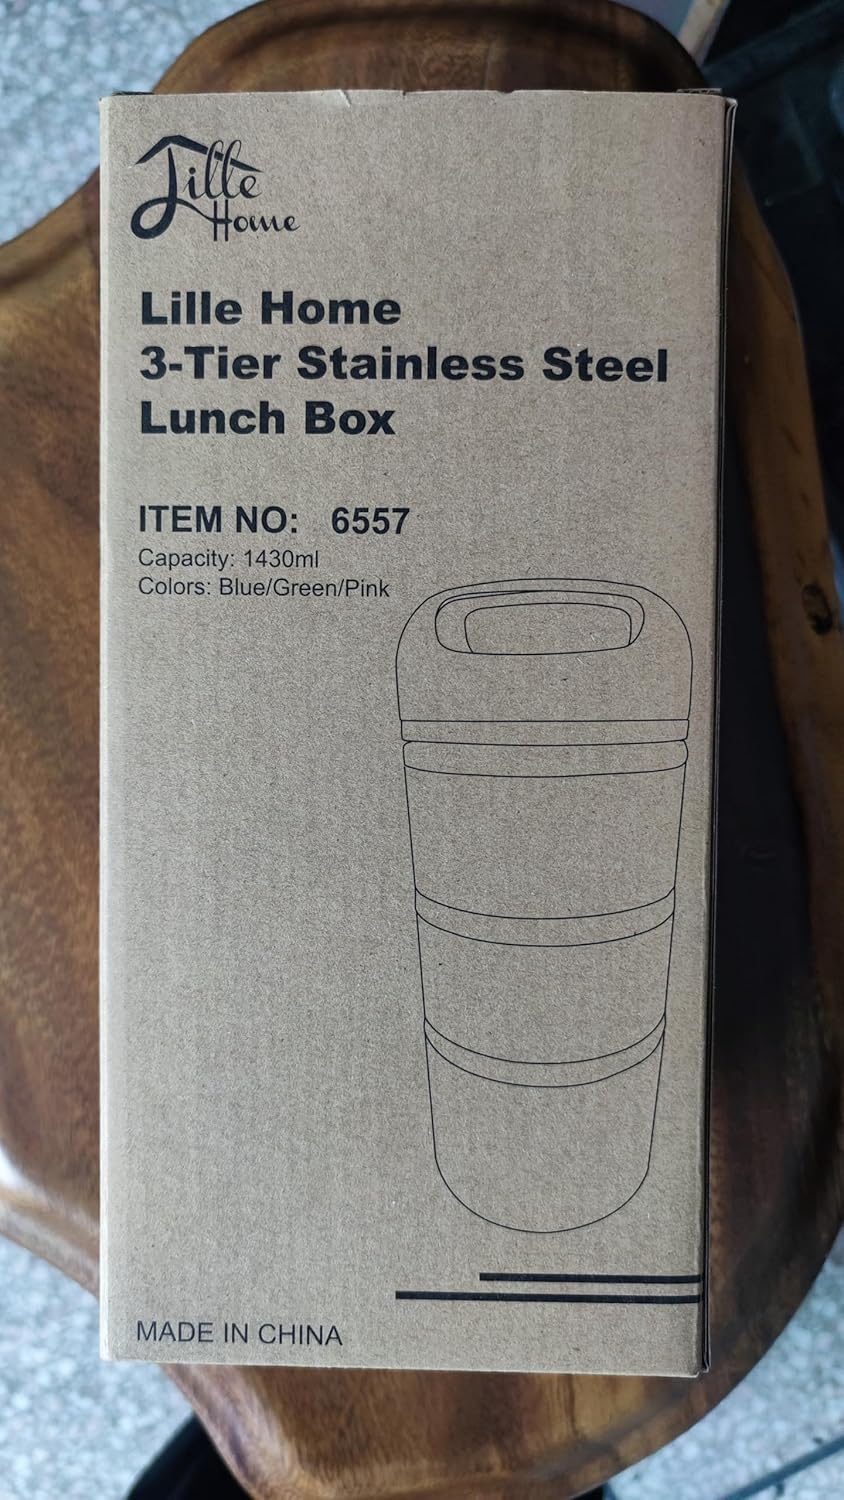 Lille
Home
Lille Home
3-Tier Stainless Steel
Lunch Box
ITEM NO: 6557
Capacity: 1430ml
Colors: Blue/Green/Pink
MADE IN CHINA